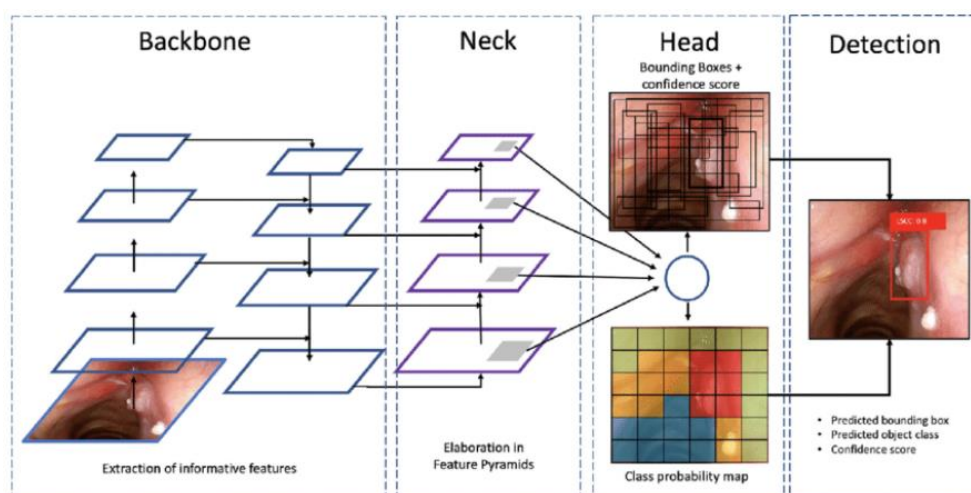 Backbone
Neck
Head
Detection
Bounding Boxes +
confidence score
Extraction of informative features
Elaboration in
Feature Pyramids
Class probability map
• Predicted bounding box
• Predicted object class
• Confidence score